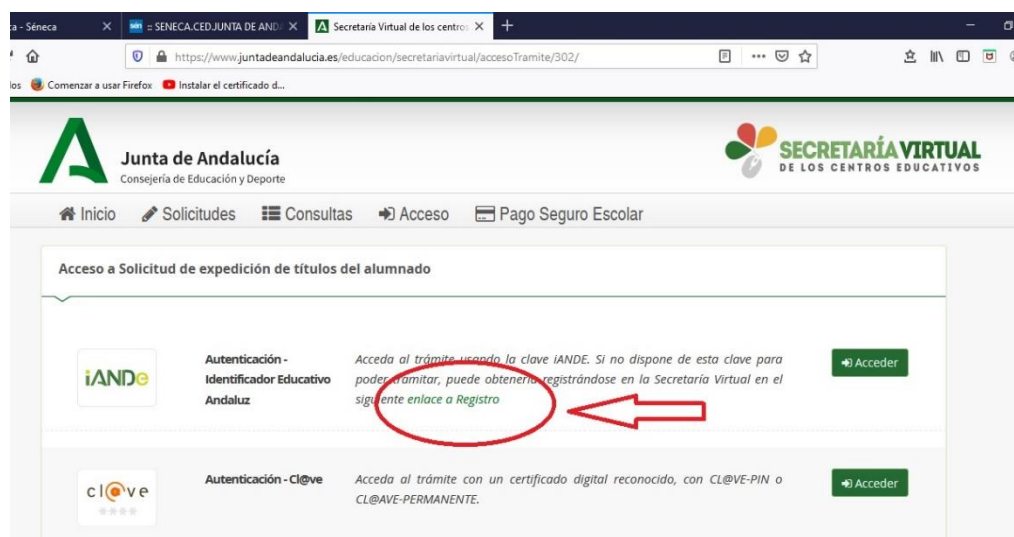 ca - Séneca
:: SENECA.CED.JUNTA DE AND
Secretaría Virtual de los centro
https://www.juntadeandalucia.es/educacion/secretariavirtual/accesoTramite/302/
los Comenzar a usar Firefox Instalar el certificado d...
Junta de Andalucía
Consejería de Educación y Deporte
SECRETARÍA VIRTUAL
DE LOS CENTROS EDUCATIVOS
Inicio Solicitudes Consultas Acceso Pago Seguro Escolar
Acceso a Solicitud de expedición de títulos del alumnado
iANDe
Autenticación -
Identificador Educativo
Andaluz
Acceda al trámite usando la clave iANDE. Si no dispone de esta clave para
poder tramitar, puede obtenerla registrándose en la Secretaría Virtual en el
siguiente enlace a Registro
Acceder
cl@ve
Autenticación - Cl@ve
Acceda al trámite con un certificado digital reconocido, con CL@VE-PIN o
CL@AVE-PERMANENTE.
Acceder